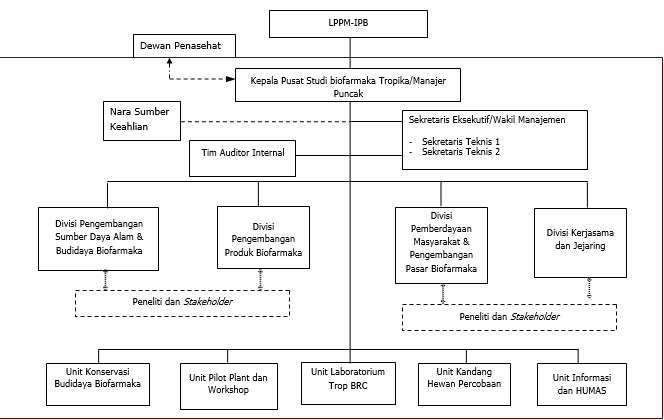 LPPM-IPB
Dewan Penasehat
Kepala Pusat Studi biofarmaka Tropika/Manajer
Puncak
Nara Sumber
Keahlian
Sekretaris Eksekutif/Wakil Manajemen
- Sekretaris Teknis 1
- Sekretaris Teknis 2
Tim Auditor Internal
Divisi Pengembangan
Sumber Daya Alam &
Budidaya Biofarmaka
Divisi
Pengembangan
Produk Biofarmaka
Divisi
Pemberdayaan
Masyarakat &
Pengembangan
Pasar Biofarmaka
Divisi Kerjasama
dan Jejaring
Peneliti dan Stakeholder
Peneliti dan Stakeholder
Unit Konservasi
Budidaya Biofarmaka
Unit Pilot Plant dan
Workshop
Unit Laboratorium
Trop BRC
Unit Kandang
Hewan Percobaan
Unit Informasi
dan HUMAS